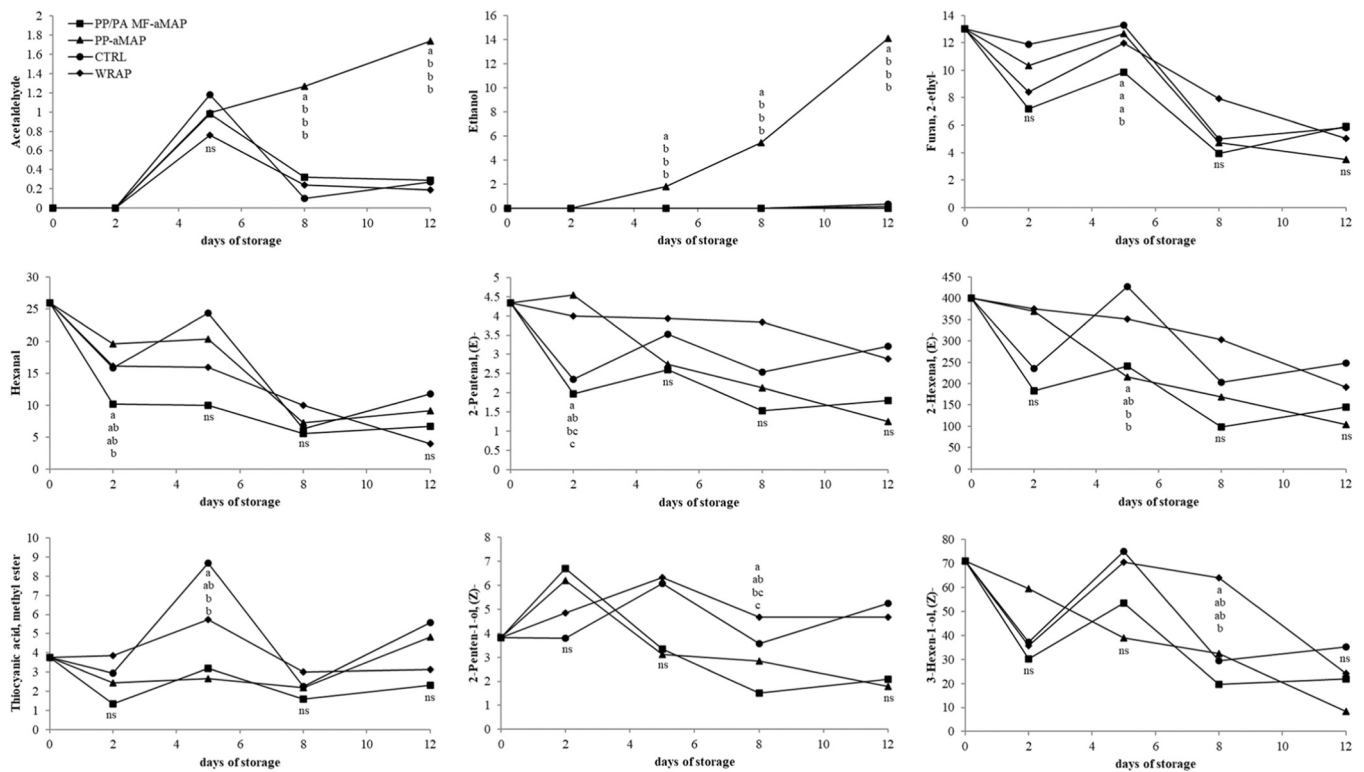 Acetaldehyde
2
1.8
1.6
1.4
1.2
1
0.8
0.6
0.4
0.2
0
PP/PA MF-aMAP
PP-aMAP
CTRL
WRAP
ns
a
b
b
b
a
b
b
b
0 2 4 6 8 10 12
days of storage
Ethanol
16
14
12
10
8
6
4
2
0
a
b
b
b
a
b
b
b
a
b
b
b
0 2 4 6 8 10 12
days of storage
Furan, 2-ethyl-
14
12
10
8
6
4
2
0
ns
a
a
a
b
ns
ns
0 2 4 6 8 10 12
days of storage
Hexanal
30
25
20
15
10
5
0
a
ab
ab
b
ns
ns
ns
0 2 4 6 8 10 12
days of storage
2-Pentenal, (E)-
5
4.5
4
3.5
3
2.5
2
1.5
1
0.5
0
a
ab
bc
c
ns
ns
ns
0 2 4 6 8 10 12
days of storage
2-Hexenal, (E)-
450
400
350
300
250
200
150
100
50
0
ns
a
ab
b
b
ns
ns
0 2 4 6 8 10 12
days of storage
Thiocyanic acid, methyl ester
10
9
8
7
6
5
4
3
2
1
0
ns
a
ab
b
b
ns
ns
0 2 4 6 8 10 12
days of storage
2-Penten-1-ol, (Z)-
8
7
6
5
4
3
2
1
0
ns
ns
a
ab
bc
c
ns
0 2 4 6 8 10 12
days of storage
3-Hexen-1-ol, (Z)-
80
70
60
50
40
30
20
10
0
ns
ns
a
ab
ab
b
ns
0 2 4 6 8 10 12
days of storage